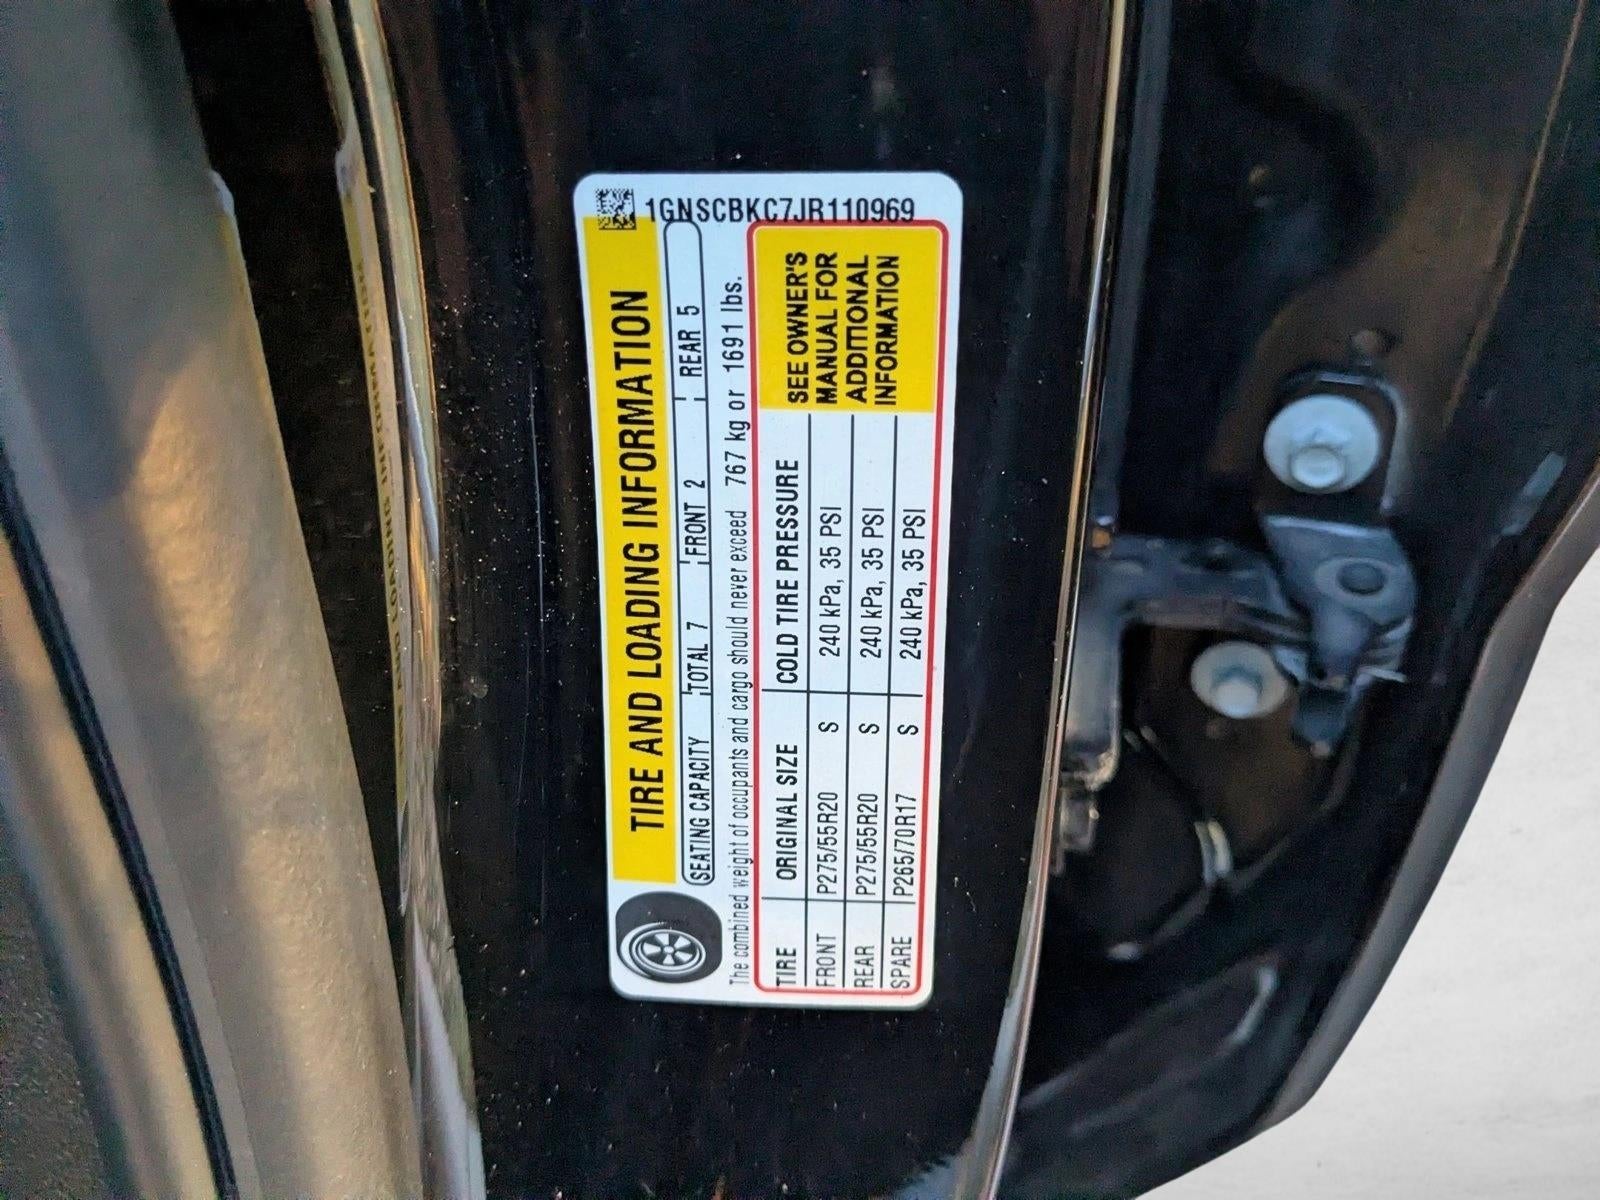 1GNSCBKC7JR110969
TIRE AND LOADING INFORMATION
SEATING CAPACITY TOTAL 7 FRONT 2 REAR 5
The combined weight of occupants and cargo should never exceed 767 kg or 1691 lbs.
TIRE ORIGINAL SIZE COLD TIRE PRESSURE
FRONT P275/55R20 S 240 kPa, 35 PSI
REAR P275/55R20 S 240 kPa, 35 PSI
SPARE P265/70R17 S 240 kPa, 35 PSI
SEE OWNER'S
MANUAL FOR
ADDITIONAL
INFORMATION